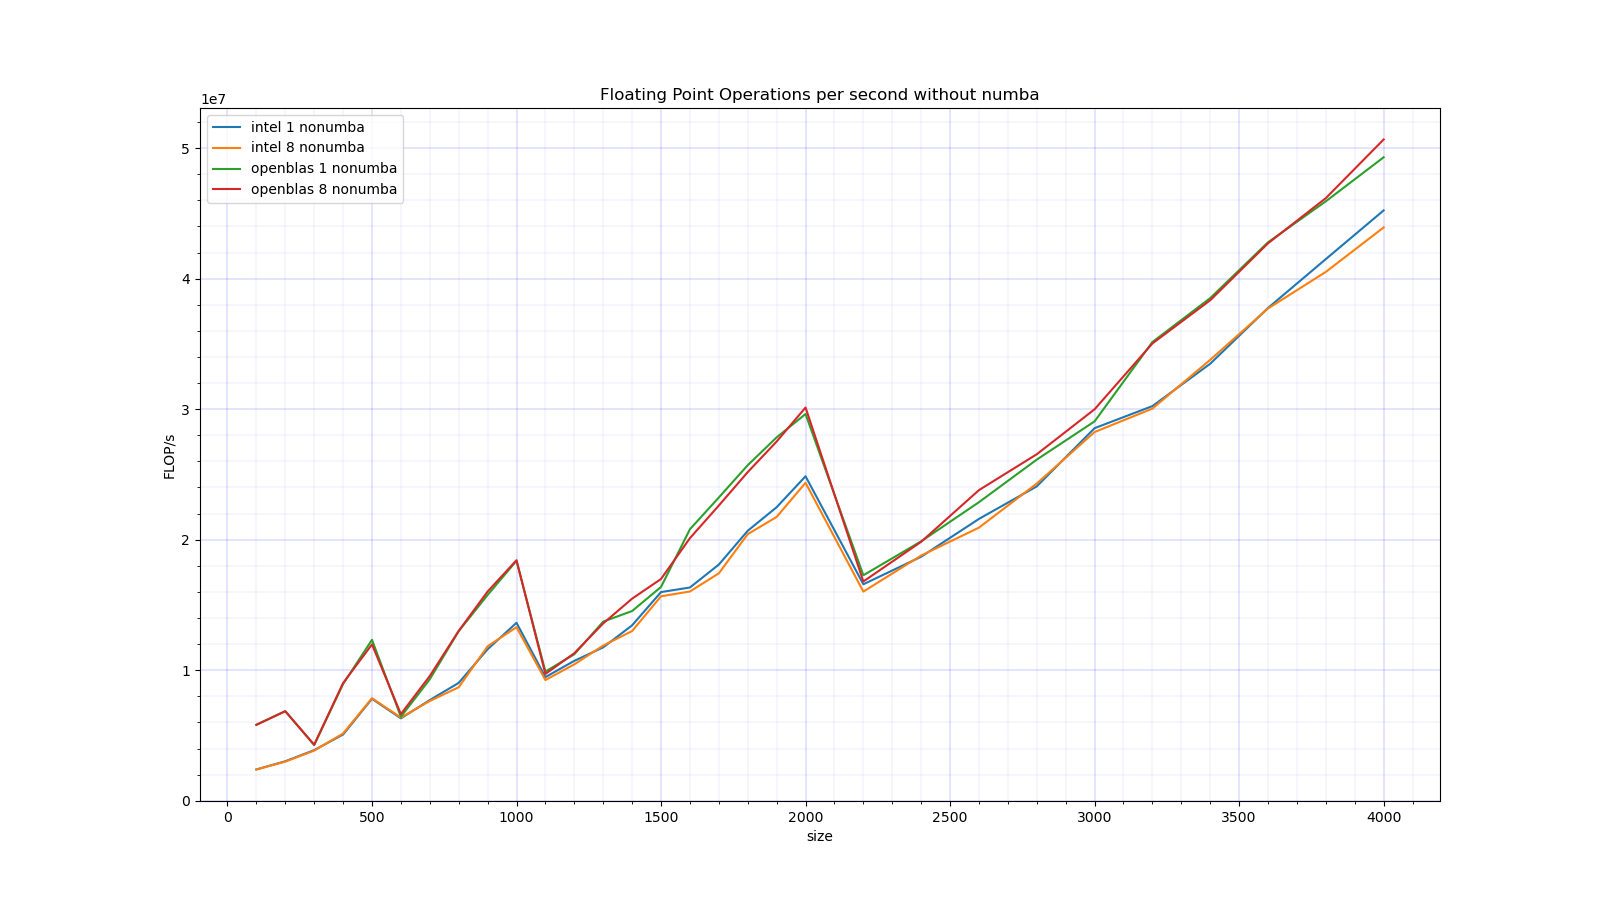 Floating Point Operations per second without numba
1e7
intel 1 nonumba
intel 8 nonumba
openblas 1 nonumba
openblas 8 nonumba
5
4
3
2
1
0
FLOP/s
0 500 1000 1500 2000 2500 3000 3500 4000
size